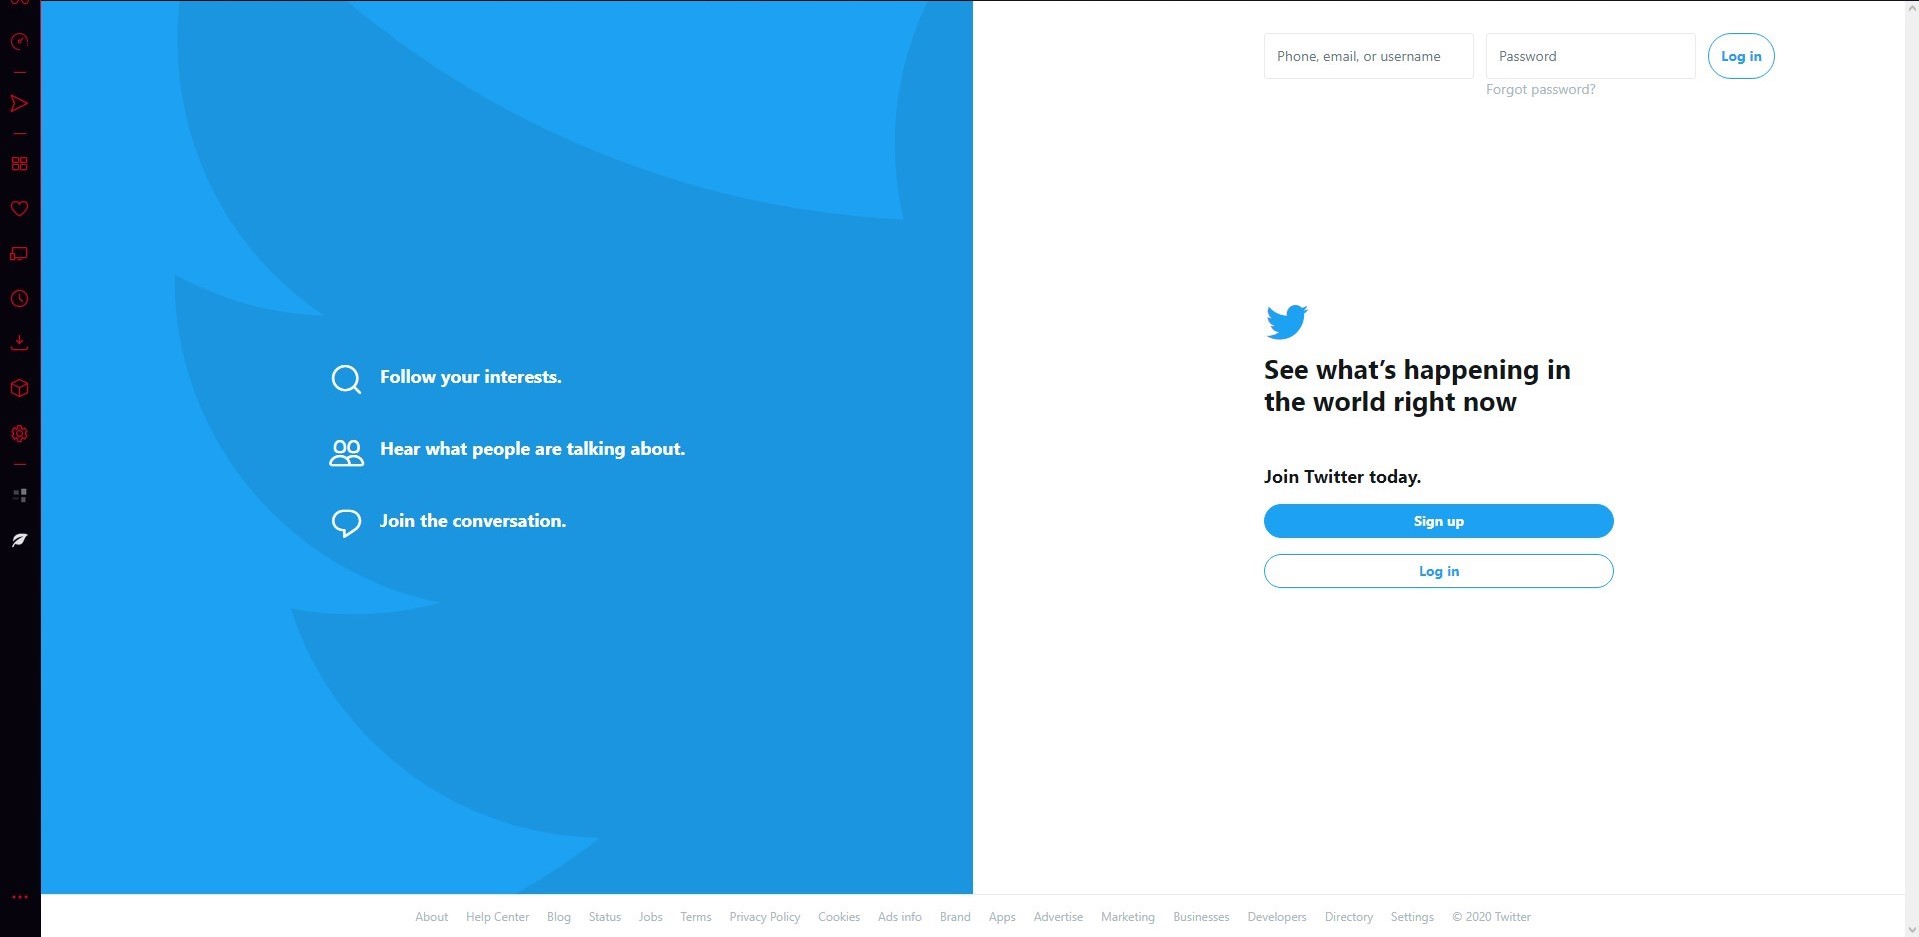 Phone, email, or username
Password
Log in
Forgot password?
Follow your interests.
Hear what people are talking about.
Join the conversation.
See what’s happening in
the world right now
Join Twitter today.
Sign up
Log in
About Help Center Blog Status Jobs Terms Privacy Policy Cookies Ads info Brand Apps Advertise Marketing Businesses Developers Directory Settings © 2020 Twitter